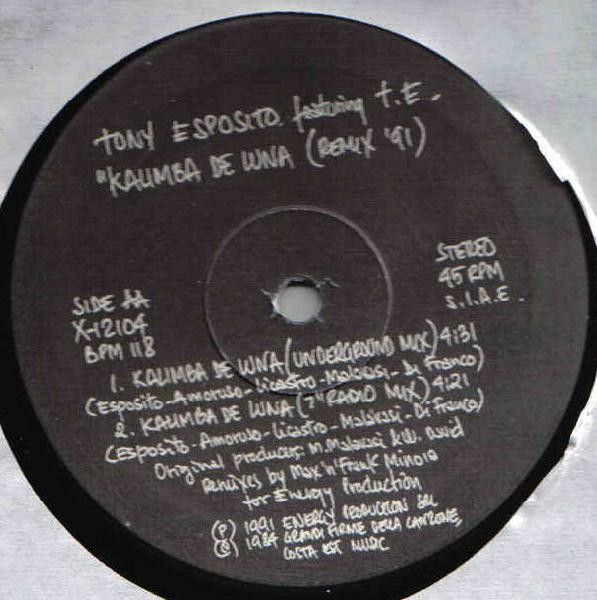 TONY ESPOSITO featuring T.E.
"KALIMBA DE LUNA (REMIX '91)
SIDE AA
X-12104
BPM 118
STEREO
45 RPM
S.I.A.E.
1. KALIMBA DE LUNA (UNDERGROUND MIX) 4:31
(Esposito-Amoruso-Licastro-Malavasi-Di Franco)
2. KALIMBA DE LUNA (7" RADIO MIX) 4:21
(Esposito-Amoruso-Licastro-Malavasi-Di Franco)
Original producer: M. Malavasi & W. David
Remixes by Max 'n' Frank Minoia
for Energy Production
(P) 1991 ENERGY PRODUCTION SRL
(C) 1984 GRANDI FIRME DELLA CANZONE,
COSTA EST MUSIC